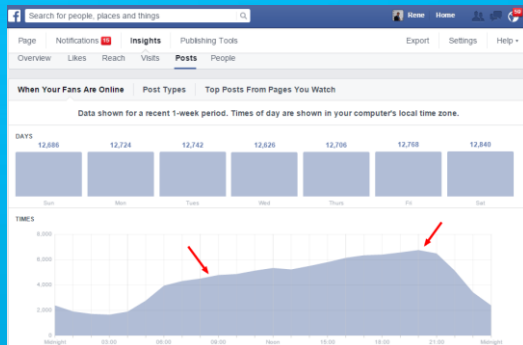 f Search for people, places and things Rene Home 50
Page Notifications 15 Insights Publishing Tools Export Settings Help
Overview Likes Reach Visits Posts People
When Your Fans Are Online Post Types Top Posts From Pages You Watch
Data shown for a recent 1-week period. Times of day are shown in your computer's local time zone.
DAYS
12,686 12,724 12,742 12,626 12,706 12,768 12,840
Sun Mon Tues Wed Thurs Fri Sat
TIMES
8,000
6,000
4,000
2,000
0
Midnight 03:00 06:00 09:00 Noon 15:00 18:00 21:00 Midnight